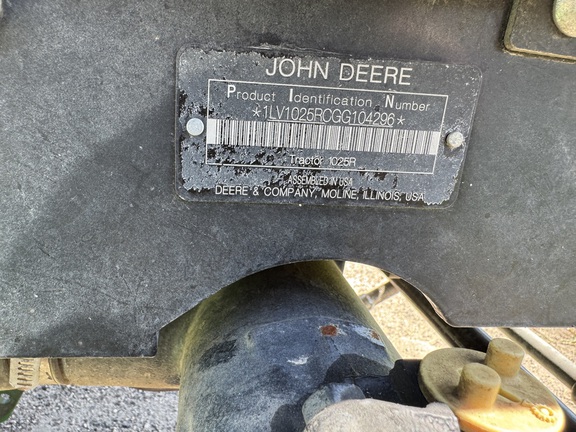 JOHN DEERE
Product Identification Number
*1LV1025RCGG104296*
Tractor 1025R
ASSEMBLED IN USA
DEERE & COMPANY, MOLINE, ILLINOIS, USA